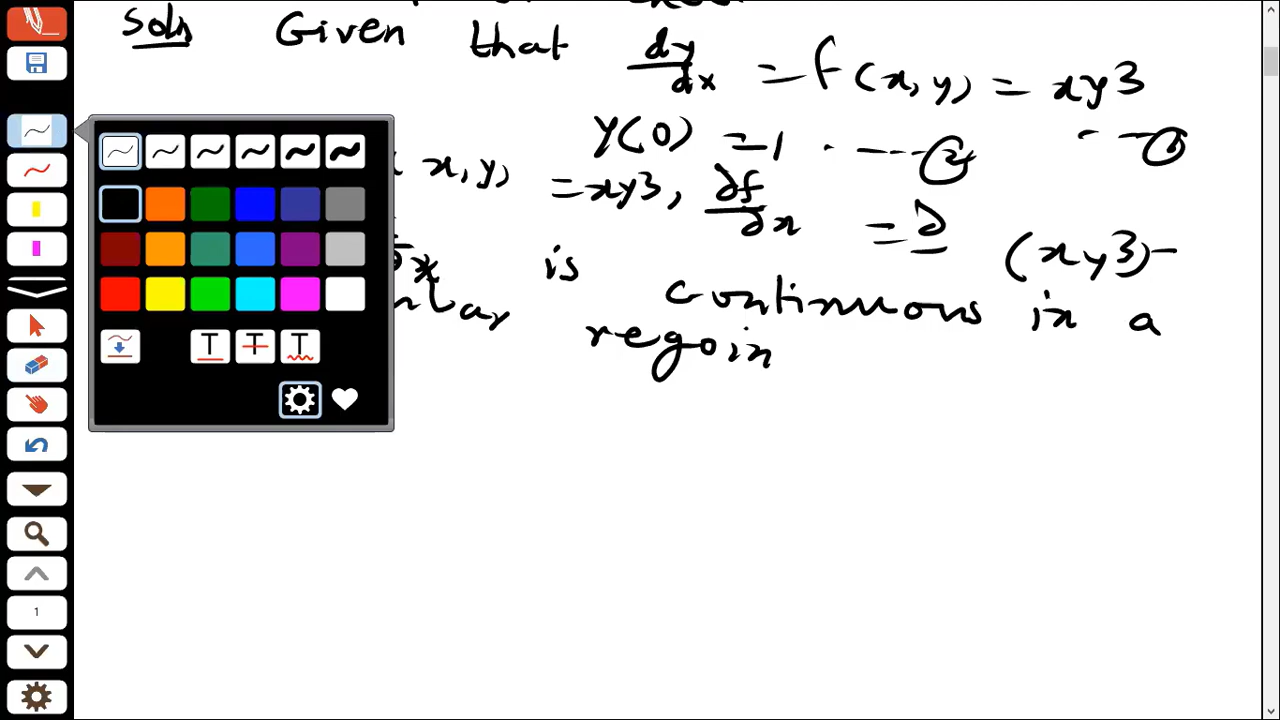 Soln Given that dy/dx = f(x,y) = xy3
y(0) = 1 . - - - - ② . - - ①
x,y) = xy3, ∂f/∂x = ∂ (xy3) -
∂x is continuous in a
regoin
T T T
1